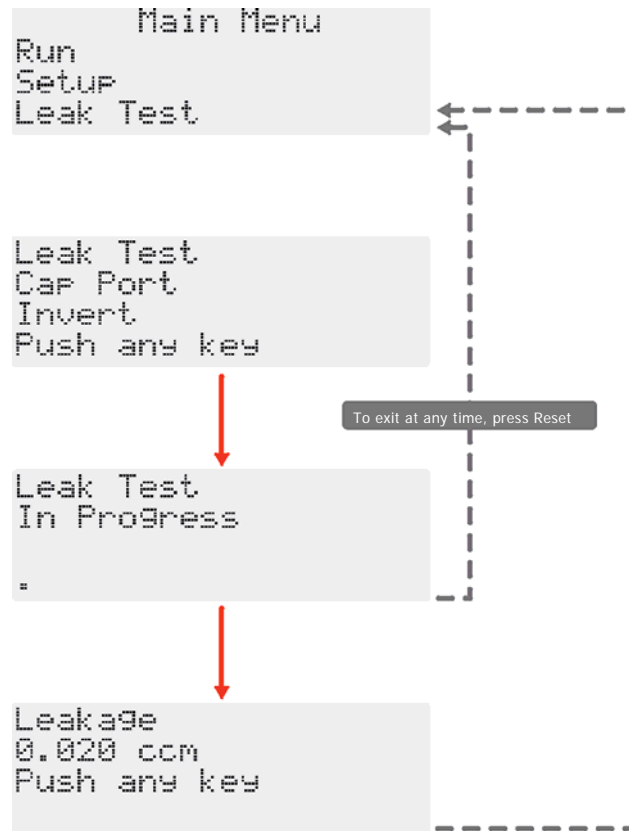 Main Menu
Run
Setup
Leak Test
Leak Test
Cap Port
Invert
Push any key
To exit at any time, press Reset
Leak Test
In Progress
.
Leakage
0.020 ccm
Push any key